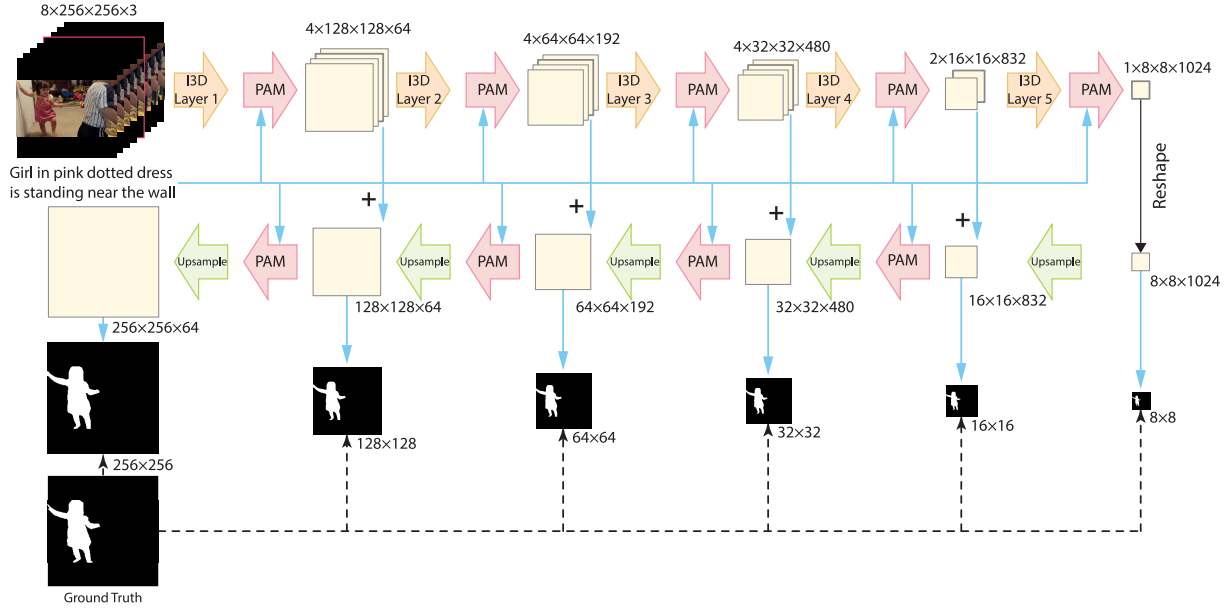 8×256×256×3
4×128×128×64
4×64×64×192
4×32×32×480
2×16×16×832
1×8×8×1024
I3D
Layer 1
PAM
I3D
Layer 2
PAM
I3D
Layer 3
PAM
I3D
Layer 4
PAM
I3D
Layer 5
PAM
Girl in pink dotted dress
is standing near the wall
Reshape
+
+
+
+
Upsample
PAM
Upsample
PAM
Upsample
PAM
Upsample
PAM
Upsample
256×256×64
128×128×64
64×64×192
32×32×480
16×16×832
8×8×1024
256×256
128×128
64×64
32×32
16×16
8×8
Ground Truth